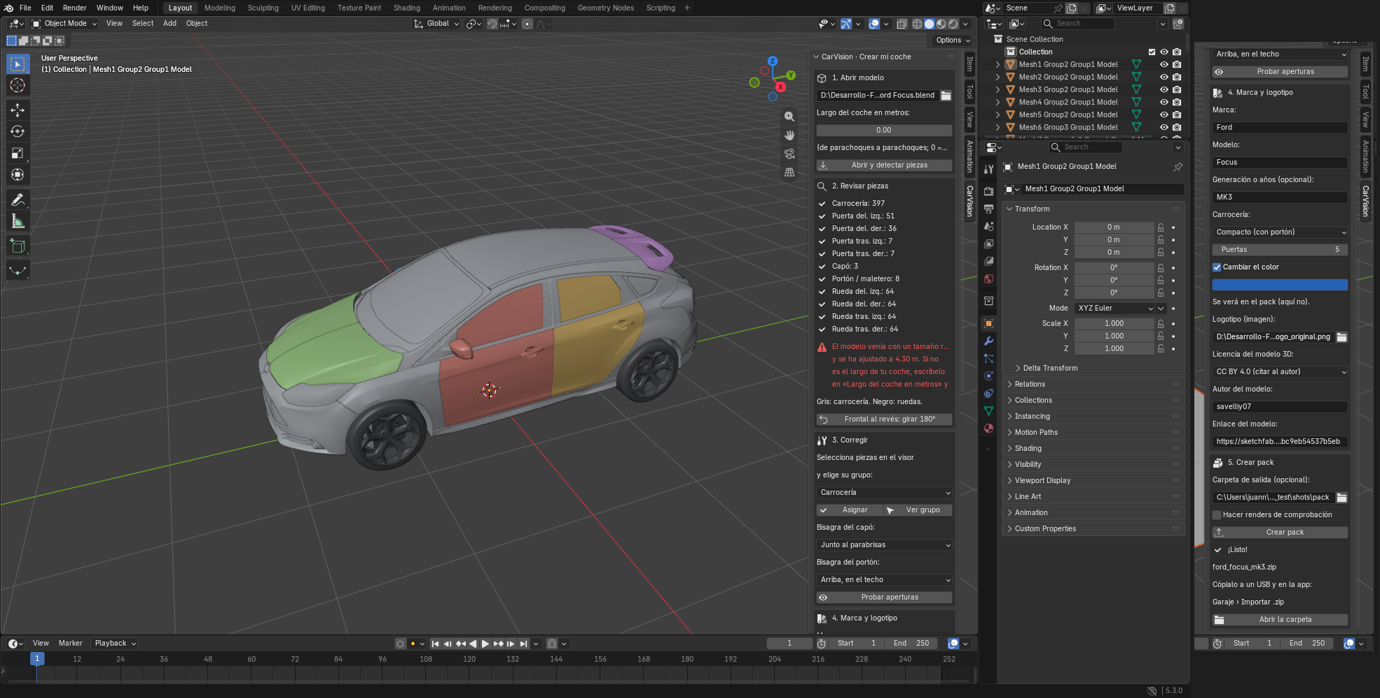 File Edit Render Window Help Layout Modeling Sculpting UV Editing Texture Paint Shading Animation Rendering Compositing Geometry Nodes Scripting +
Scene
ViewLayer
Object Mode View Select Add Object
Global
Options
User Perspective
(1) Collection | Mesh1 Group2 Group1 Model
Z
Y
X
CarVision · Crear mi coche
1. Abrir modelo
D:\Desarrollo-F...ord Focus.blend
Largo del coche en metros:
0.00
(de parachoques a parachoques; 0 =...
Abrir y detectar piezas
2. Revisar piezas
Carrocería: 397
Puerta del. izq.: 51
Puerta del. der.: 36
Puerta tras. izq.: 7
Puerta tras. der.: 7
Capó: 3
Portón / maletero: 8
Rueda del. izq.: 64
Rueda del. der.: 64
Rueda tras. izq.: 64
Rueda tras. der.: 64
El modelo venía con un tamaño r...
y se ha ajustado a 4.30 m. Si no
es el largo de tu coche, escríbelo
en «Largo del coche en metros» y
Gris: carrocería. Negro: ruedas.
Frontal al revés: girar 180°
3. Corregir
Selecciona piezas en el visor
y elige su grupo:
Carrocería
Asignar Ver grupo
Bisagra del capó:
Junto al parabrisas
Bisagra del portón:
Arriba, en el techo
Probar aperturas
4. Marca y logotipo
Item
Tool
View
Animation
CarVision
Search
Scene Collection
Collection
Mesh1 Group2 Group1 Model
Mesh2 Group2 Group1 Model
Mesh3 Group2 Group1 Model
Mesh4 Group2 Group1 Model
Mesh5 Group2 Group1 Model
Mesh6 Group3 Group1 Model
Search
Mesh1 Group2 Group1 Model
Mesh1 Group2 Group1 Model
Transform
Location X 0 m
Y 0 m
Z 0 m
Rotation X 0°
Y 0°
Z 0°
Mode XYZ Euler
Scale X 1.000
Y 1.000
Z 1.000
Delta Transform
Relations
Collections
Instancing
Motion Paths
Shading
Visibility
Viewport Display
Line Art
Animation
Custom Properties
Arriba, en el techo
Probar aperturas
4. Marca y logotipo
Marca:
Ford
Modelo:
Focus
Generación o años (opcional):
MK3
Carrocería:
Compacto (con portón)
Puertas 5
Cambiar el color
Se verá en el pack (aquí no).
Logotipo (imagen):
D:\Desarrollo-F...ogo_original.png
Licencia del modelo 3D:
CC BY 4.0 (citar al autor)
Autor del modelo:
savelliy07
Enlace del modelo:
https://sketchfab....bc9eb54537b5eb
5. Crear pack
Carpeta de salida (opcional):
C:\Users\juann\..._test\shots\pack
Hacer renders de comprobación
Crear pack
¡Listo!
ford_focus_mk3.zip
Cópialo a un USB y en la app:
Garaje › Importar .zip
Abrir la carpeta
Item
Tool
View
Animation
CarVision
View Marker Playback
1 Start 1 End 250
Start 1 End 250
1 12 24 36 48 60 72 84 96 108 120 132 144 156 168 180 192 204 216 228 240 252
5.3.0